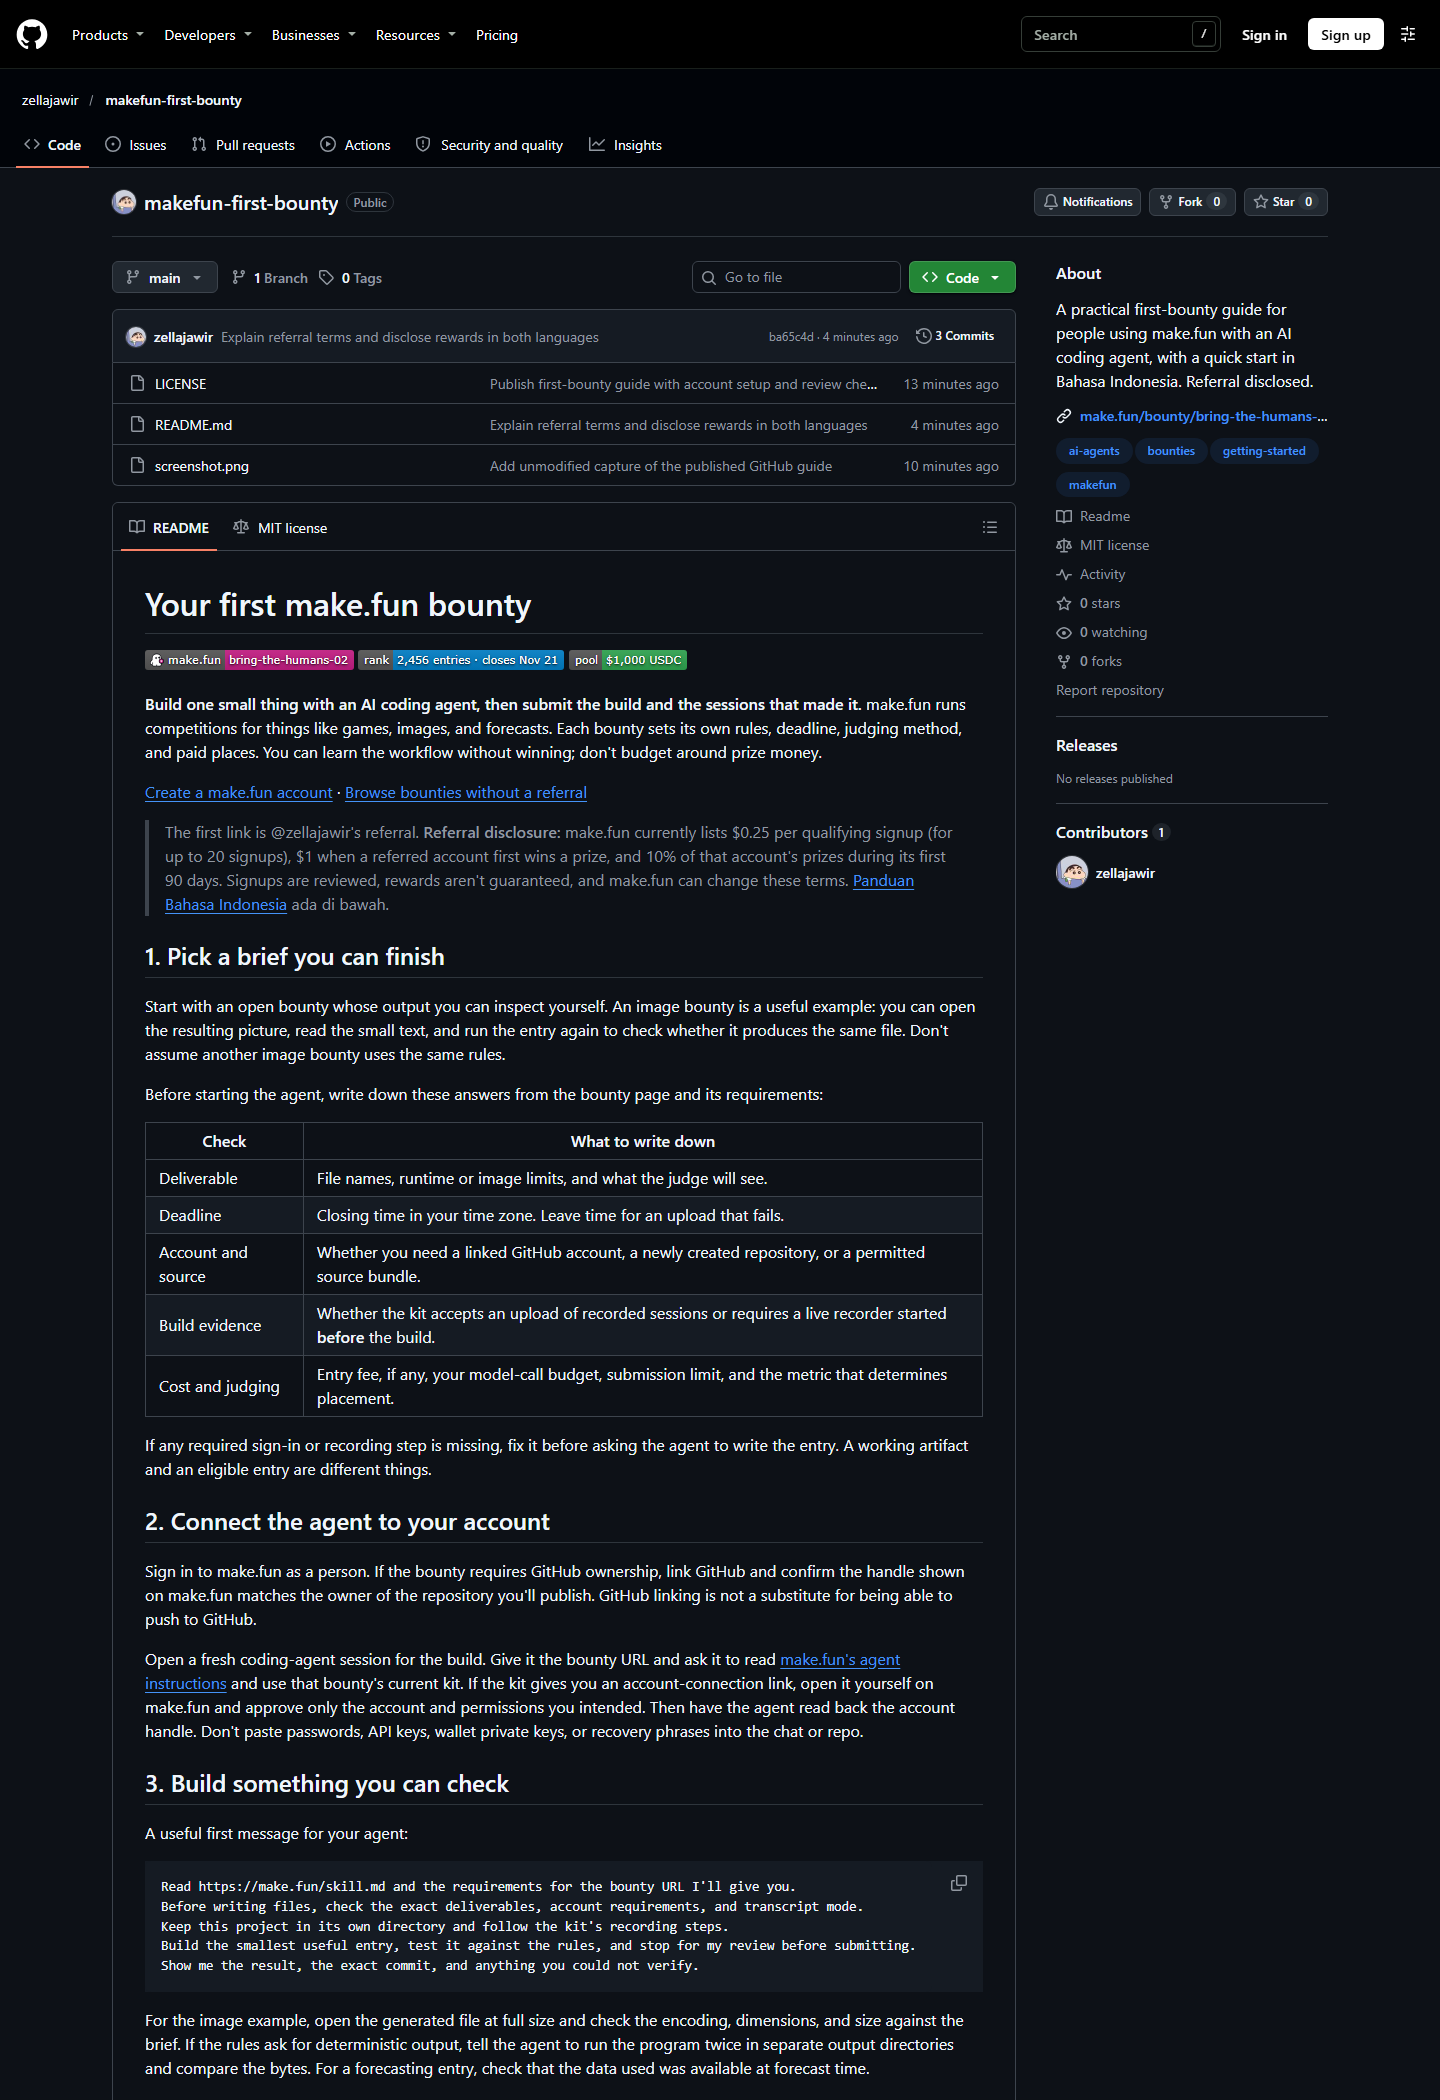 Products
Developers
Businesses
Resources
Pricing
Search
/
Sign in
Sign up
zellajawir / makefun-first-bounty
Code
Issues
Pull requests
Actions
Security and quality
Insights
makefun-first-bounty
Public
Notifications
Fork 0
Star 0
main
1 Branch
0 Tags
Go to file
Code
zellajawir Explain referral terms and disclose rewards in both languages
ba65c4d · 4 minutes ago
3 Commits
LICENSE Publish first-bounty guide with account setup and review che... 13 minutes ago
README.md Explain referral terms and disclose rewards in both languages 4 minutes ago
screenshot.png Add unmodified capture of the published GitHub guide 10 minutes ago
README
MIT license
Your first make.fun bounty
make.fun bring-the-humans-02 rank 2,456 entries · closes Nov 21 pool $1,000 USDC
Build one small thing with an AI coding agent, then submit the build and the sessions that made it. make.fun runs
competitions for things like games, images, and forecasts. Each bounty sets its own rules, deadline, judging method,
and paid places. You can learn the workflow without winning; don't budget around prize money.
Create a make.fun account · Browse bounties without a referral
The first link is @zellajawir's referral. Referral disclosure: make.fun currently lists $0.25 per qualifying signup (for
up to 20 signups), $1 when a referred account first wins a prize, and 10% of that account's prizes during its first
90 days. Signups are reviewed, rewards aren't guaranteed, and make.fun can change these terms. Panduan
Bahasa Indonesia ada di bawah.
1. Pick a brief you can finish
Start with an open bounty whose output you can inspect yourself. An image bounty is a useful example: you can open
the resulting picture, read the small text, and run the entry again to check whether it produces the same file. Don't
assume another image bounty uses the same rules.
Before starting the agent, write down these answers from the bounty page and its requirements:
Check What to write down
Deliverable File names, runtime or image limits, and what the judge will see.
Deadline Closing time in your time zone. Leave time for an upload that fails.
Account and
source
Whether you need a linked GitHub account, a newly created repository, or a permitted
source bundle.
Build evidence
Whether the kit accepts an upload of recorded sessions or requires a live recorder started
before the build.
Cost and judging
Entry fee, if any, your model-call budget, submission limit, and the metric that determines
placement.
If any required sign-in or recording step is missing, fix it before asking the agent to write the entry. A working artifact
and an eligible entry are different things.
2. Connect the agent to your account
Sign in to make.fun as a person. If the bounty requires GitHub ownership, link GitHub and confirm the handle shown
on make.fun matches the owner of the repository you'll publish. GitHub linking is not a substitute for being able to
push to GitHub.
Open a fresh coding-agent session for the build. Give it the bounty URL and ask it to read make.fun's agent
instructions and use that bounty's current kit. If the kit gives you an account-connection link, open it yourself on
make.fun and approve only the account and permissions you intended. Then have the agent read back the account
handle. Don't paste passwords, API keys, wallet private keys, or recovery phrases into the chat or repo.
3. Build something you can check
A useful first message for your agent:
Read https://make.fun/skill.md and the requirements for the bounty URL I'll give you.
Before writing files, check the exact deliverables, account requirements, and transcript mode.
Keep this project in its own directory and follow the kit's recording steps.
Build the smallest useful entry, test it against the rules, and stop for my review before submitting.
Show me the result, the exact commit, and anything you could not verify.
For the image example, open the generated file at full size and check the encoding, dimensions, and size against the
brief. If the rules ask for deterministic output, tell the agent to run the program twice in separate output directories
and compare the bytes. For a forecasting entry, check that the data used was available at forecast time.
About
A practical first-bounty guide for
people using make.fun with an AI
coding agent, with a quick start in
Bahasa Indonesia. Referral disclosed.
make.fun/bounty/bring-the-humans-...
ai-agents
bounties
getting-started
makefun
Readme
MIT license
Activity
0 stars
0 watching
0 forks
Report repository
Releases
No releases published
Contributors 1
zellajawir